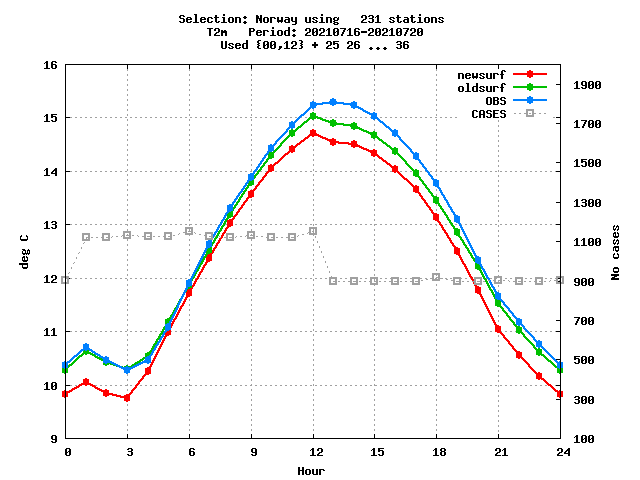 Selection: Norway using   231 stations
T2m   Period: 20210716-20210720
Used {00,12} + 25 26 ... 36
newsurf
oldsurf
OBS
CASES
16
15
14
13
12
11
10
9
deg C
1900
1700
1500
1300
1100
900
700
500
300
100
No cases
0 3 6 9 12 15 18 21 24
Hour